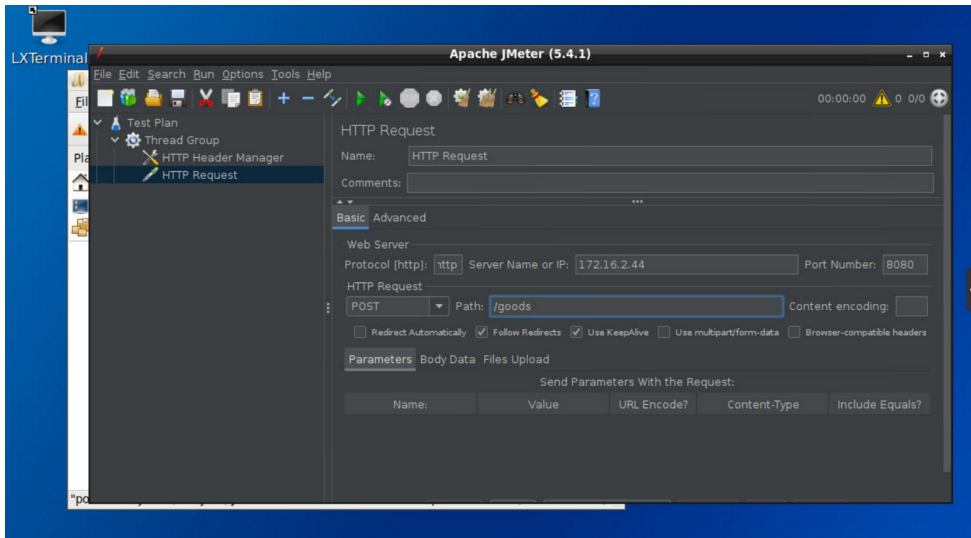 LXTerminal
Apache JMeter (5.4.1)
File Edit Search Run Options Tools Help
Fil
00:00:00 0 0/0
Test Plan
Thread Group
HTTP Header Manager
HTTP Request
Pla
HTTP Request
Name: HTTP Request
Comments:
Basic Advanced
Web Server
Protocol [http]: http Server Name or IP: 172.16.2.44 Port Number: 8080
HTTP Request
POST Path: /goods Content encoding:
Redirect Automatically Follow Redirects Use KeepAlive Use multipart/form-data Browser-compatible headers
Parameters Body Data Files Upload
Send Parameters With the Request:
Name: Value URL Encode? Content-Type Include Equals?
"po